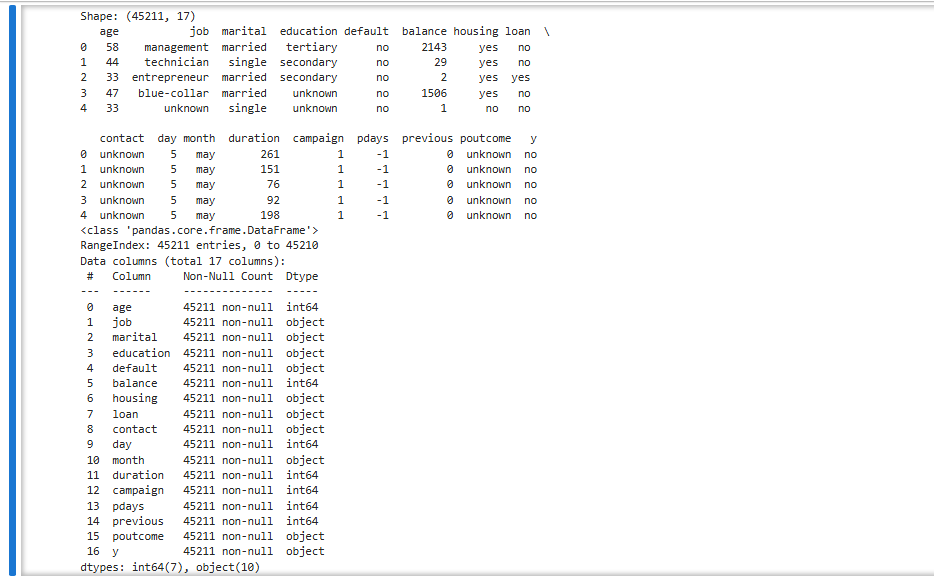 Shape: (45211, 17)
   age           job  marital  education default  balance housing loan  \
0   58    management  married   tertiary      no     2143     yes   no
1   44    technician   single  secondary      no       29     yes   no
2   33  entrepreneur  married  secondary      no        2     yes  yes
3   47   blue-collar  married    unknown      no     1506     yes   no
4   33       unknown   single    unknown      no        1      no   no
   contact  day month  duration  campaign  pdays  previous poutcome   y
0  unknown    5   may       261         1     -1         0  unknown  no
1  unknown    5   may       151         1     -1         0  unknown  no
2  unknown    5   may        76         1     -1         0  unknown  no
3  unknown    5   may        92         1     -1         0  unknown  no
4  unknown    5   may       198         1     -1         0  unknown  no
<class 'pandas.core.frame.DataFrame'>
RangeIndex: 45211 entries, 0 to 45210
Data columns (total 17 columns):
 #   Column     Non-Null Count  Dtype
---  ------     --------------  -----
 0   age        45211 non-null  int64
 1   job        45211 non-null  object
 2   marital    45211 non-null  object
 3   education  45211 non-null  object
 4   default    45211 non-null  object
 5   balance    45211 non-null  int64
 6   housing    45211 non-null  object
 7   loan       45211 non-null  object
 8   contact    45211 non-null  object
 9   day        45211 non-null  int64
 10  month      45211 non-null  object
 11  duration   45211 non-null  int64
 12  campaign   45211 non-null  int64
 13  pdays      45211 non-null  int64
 14  previous   45211 non-null  int64
 15  poutcome   45211 non-null  object
 16  y          45211 non-null  object
dtypes: int64(7), object(10)